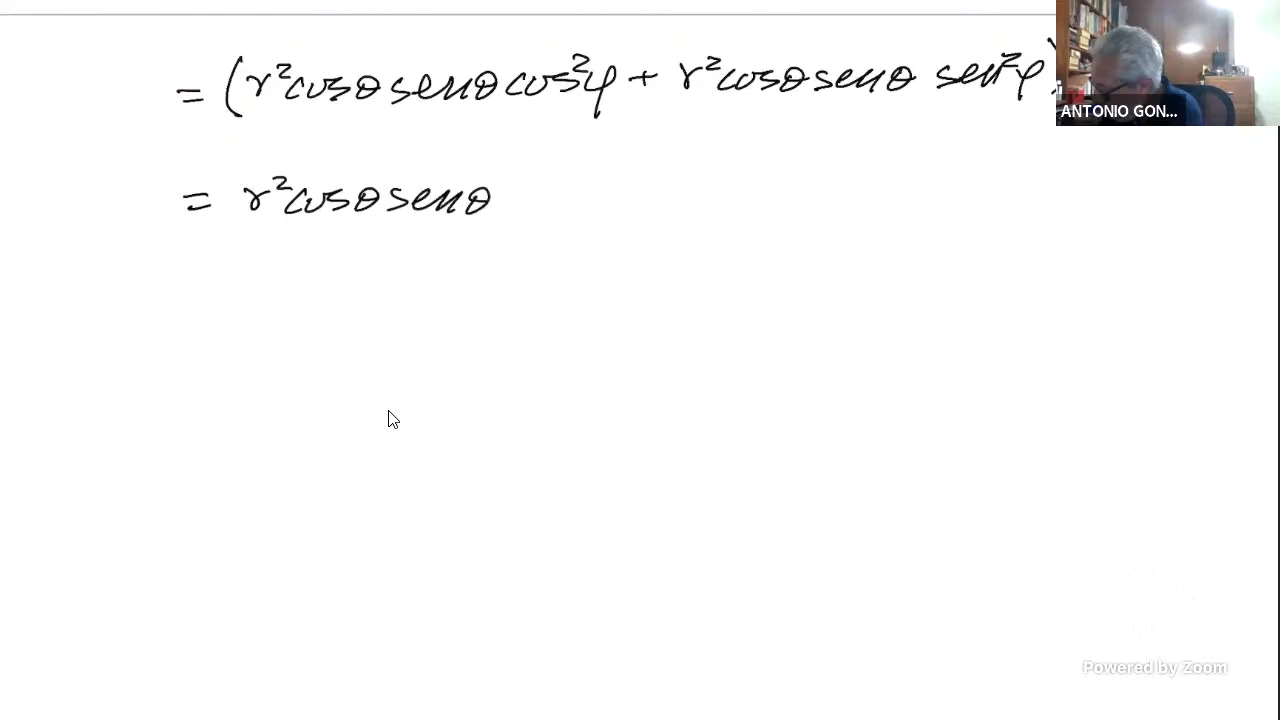 = (r²cosθ senθ cos²φ + r²cosθ senθ sen²φ)
ANTONIO GON...
= r²cosθ senθ
Powered by Zoom